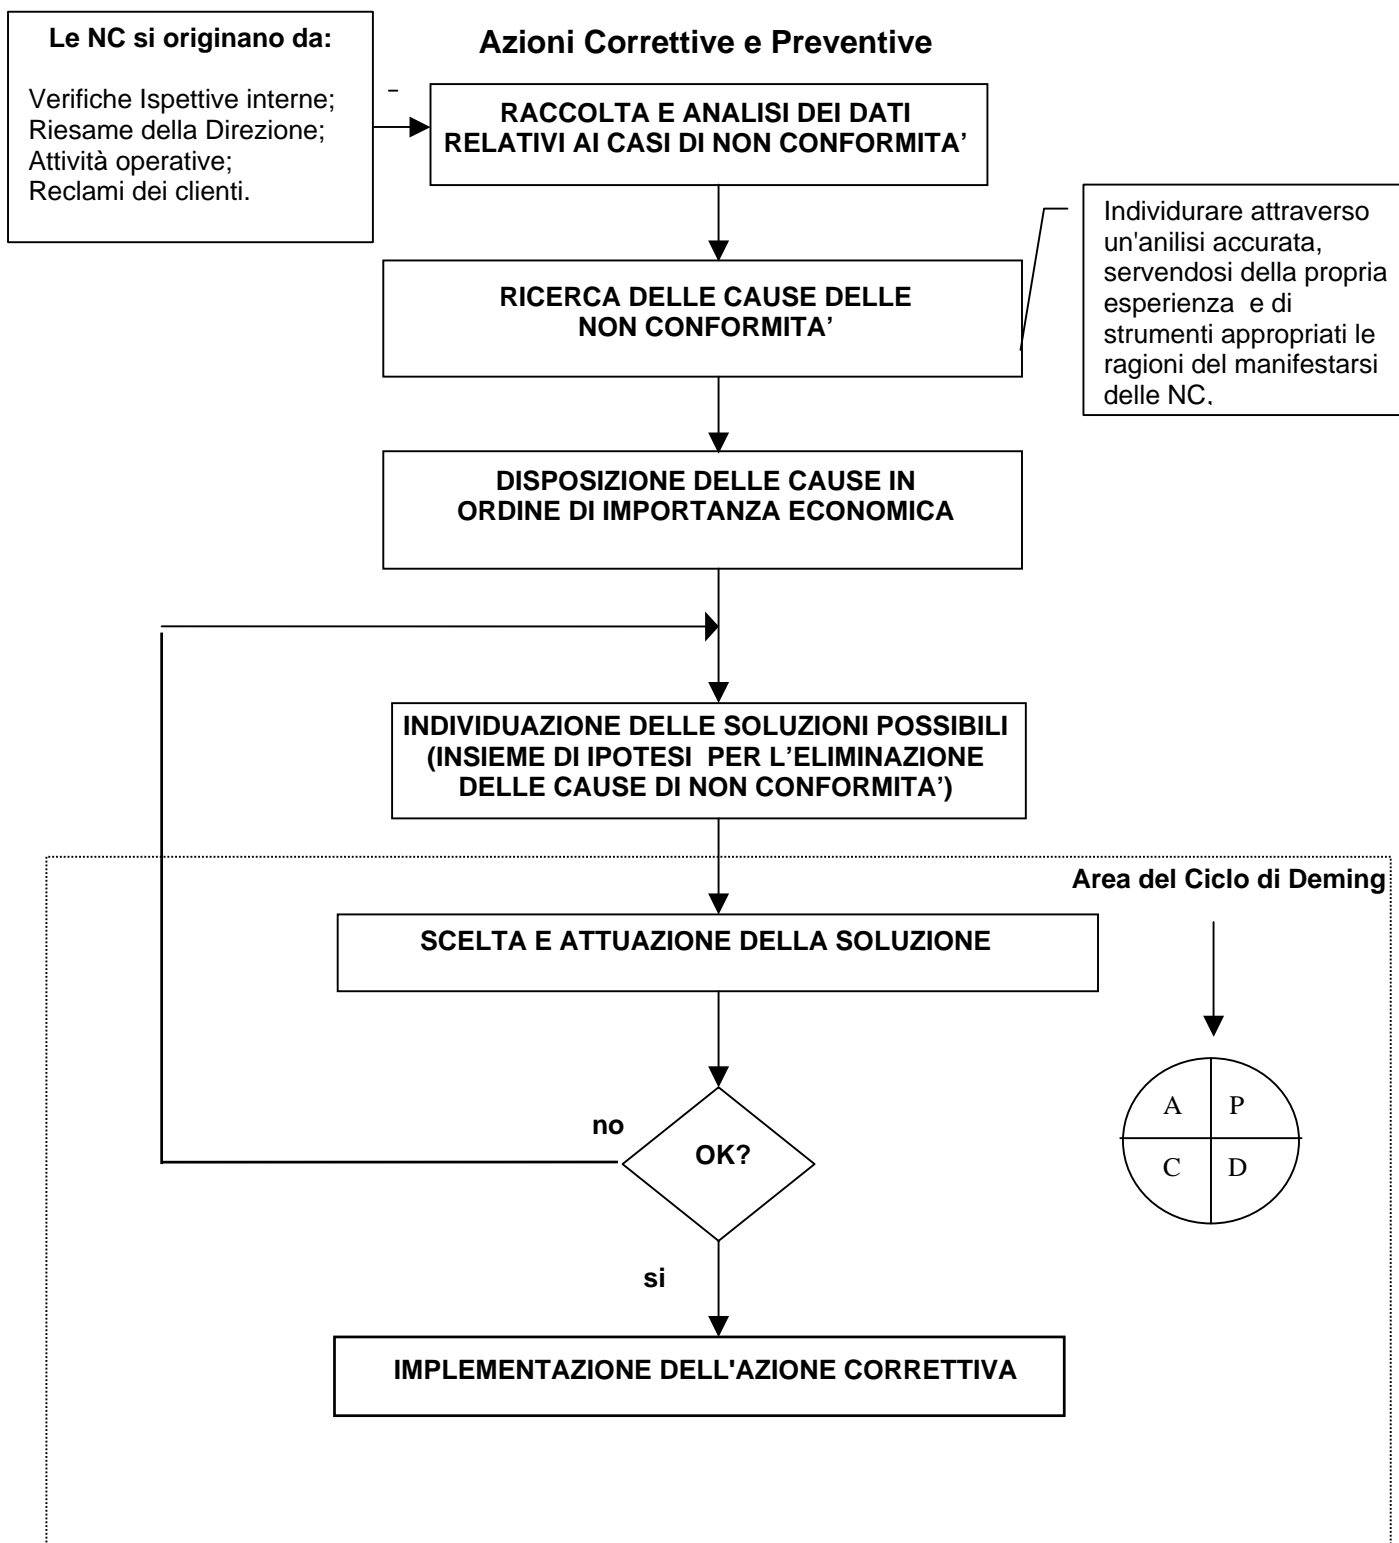 Le NC si originano da:
Verifiche Ispettive interne;
Riesame della Direzione;
Attività operative;
Reclami dei clienti.
Azioni Correttive e Preventive
RACCOLTA E ANALISI DEI DATI
RELATIVI AI CASI DI NON CONFORMITA’
Individurare attraverso
un'anilisi accurata,
servendosi della propria
esperienza e di
strumenti appropriati le
ragioni del manifestarsi
delle NC.
RICERCA DELLE CAUSE DELLE
NON CONFORMITA’
DISPOSIZIONE DELLE CAUSE IN
ORDINE DI IMPORTANZA ECONOMICA
INDIVIDUAZIONE DELLE SOLUZIONI POSSIBILI
(INSIEME DI IPOTESI PER L’ELIMINAZIONE
DELLE CAUSE DI NON CONFORMITA’)
Area del Ciclo di Deming
SCELTA E ATTUAZIONE DELLA SOLUZIONE
A P
C D
no
OK?
si
IMPLEMENTAZIONE DELL'AZIONE CORRETTIVA